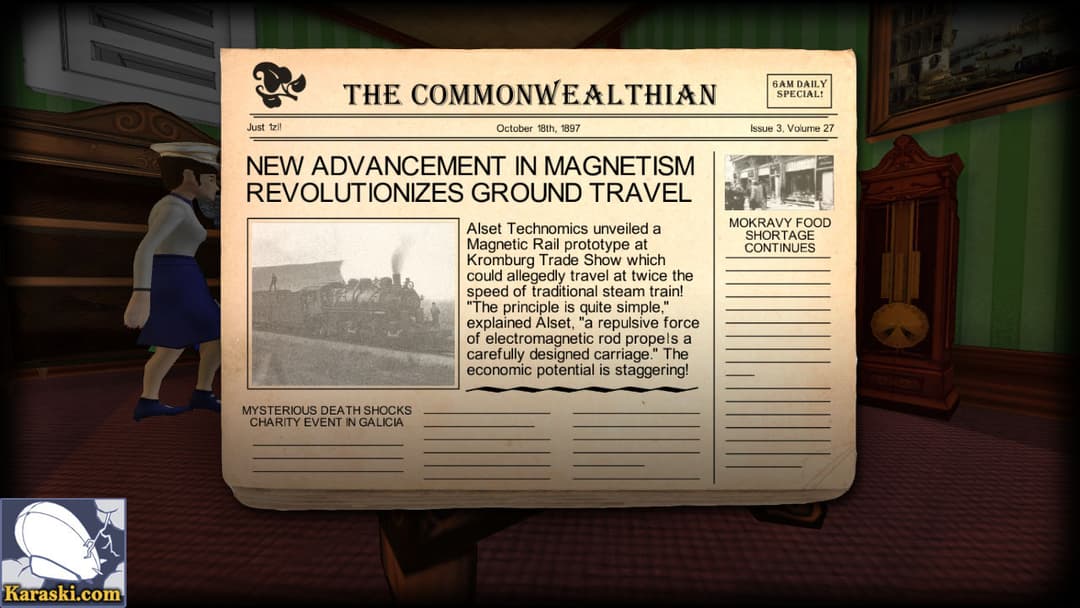 THE COMMONWEALTHIAN
6AM DAILY
SPECIAL!
Just 1zł!
October 18th, 1897
Issue 3, Volume 27
NEW ADVANCEMENT IN MAGNETISM
REVOLUTIONIZES GROUND TRAVEL
Alset Technomics unveiled a
Magnetic Rail prototype at
Kromburg Trade Show which
could allegedly travel at twice the
speed of traditional steam train!
"The principle is quite simple,"
explained Alset, "a repulsive force
of electromagnetic rod propels a
carefully designed carriage." The
economic potential is staggering!
MOKRAVY FOOD
SHORTAGE
CONTINUES
MYSTERIOUS DEATH SHOCKS
CHARITY EVENT IN GALICIA
Karaski.com